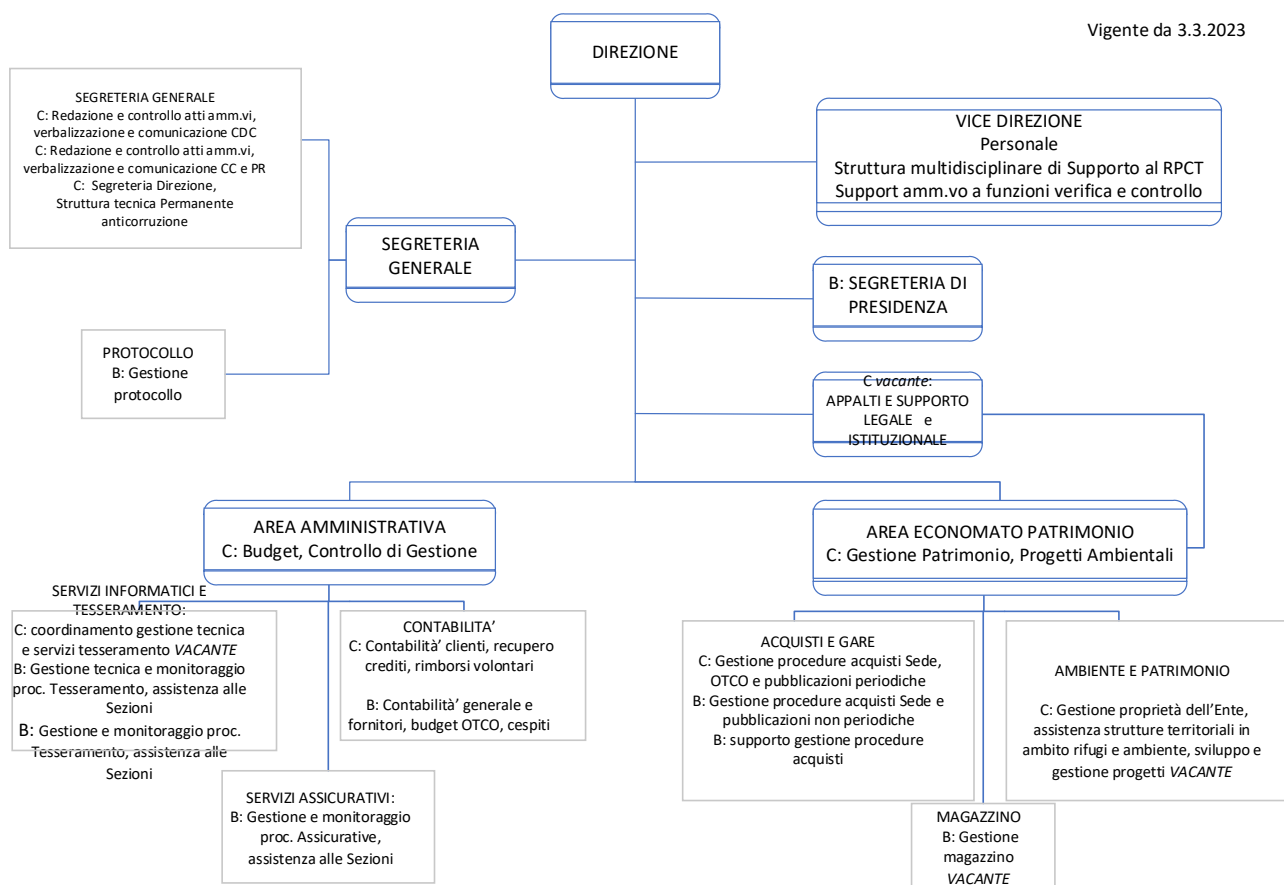 Vigente da 3.3.2023
DIREZIONE
SEGRETERIA GENERALE
C: Redazione e controllo atti amm.vi,
verbalizzazione e comunicazione CDC
C: Redazione e controllo atti amm.vi,
verbalizzazione e comunicazione CC e PR
C: Segreteria Direzione,
Struttura tecnica Permanente
anticorruzione
VICE DIREZIONE
Personale
Struttura multidisciplinare di Supporto al RPCT
Support amm.vo a funzioni verifica e controllo
SEGRETERIA
GENERALE
B: SEGRETERIA DI
PRESIDENZA
PROTOCOLLO
B: Gestione
protocollo
C vacante:
APPALTI E SUPPORTO
LEGALE e
ISTITUZIONALE
AREA AMMINISTRATIVA
C: Budget, Controllo di Gestione
AREA ECONOMATO PATRIMONIO
C: Gestione Patrimonio, Progetti Ambientali
SERVIZI INFORMATICI E
TESSERAMENTO:
C: coordinamento gestione tecnica
e servizi tesseramento VACANTE
B: Gestione tecnica e monitoraggio
proc. Tesseramento, assistenza alle
Sezioni
B: Gestione e monitoraggio proc.
Tesseramento, assistenza alle
Sezioni
CONTABILITA'
C: Contabilità' clienti, recupero
crediti, rimborsi volontari
B: Contabilità' generale e
fornitori, budget OTCO, cespiti
ACQUISTI E GARE
C: Gestione procedure acquisti Sede,
OTCO e pubblicazioni periodiche
B: Gestione procedure acquisti Sede e
pubblicazioni non periodiche
B: supporto gestione procedure
acquisti
AMBIENTE E PATRIMONIO
C: Gestione proprietà dell'Ente,
assistenza strutture territoriali in
ambito rifugi e ambiente, sviluppo e
gestione progetti VACANTE
SERVIZI ASSICURATIVI:
B: Gestione e monitoraggio
proc. Assicurative,
assistenza alle Sezioni
MAGAZZINO
B: Gestione
magazzino
VACANTE